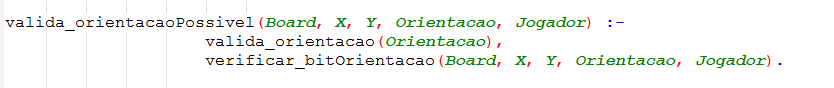 valida_orientacaoPossivel(Board, X, Y, Orientacao, Jogador) :-
valida_orientacao(Orientacao),
verificar_bitOrientacao(Board, X, Y, Orientacao, Jogador).